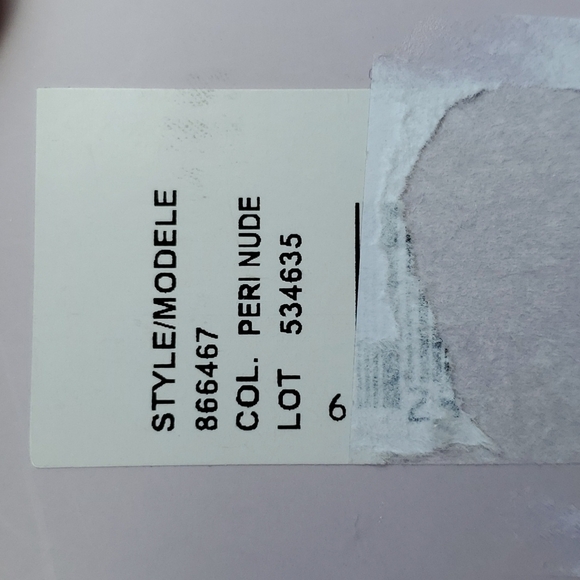 STYLE/MODELE
866467
COL. PERI NUDE
LOT 534635
6